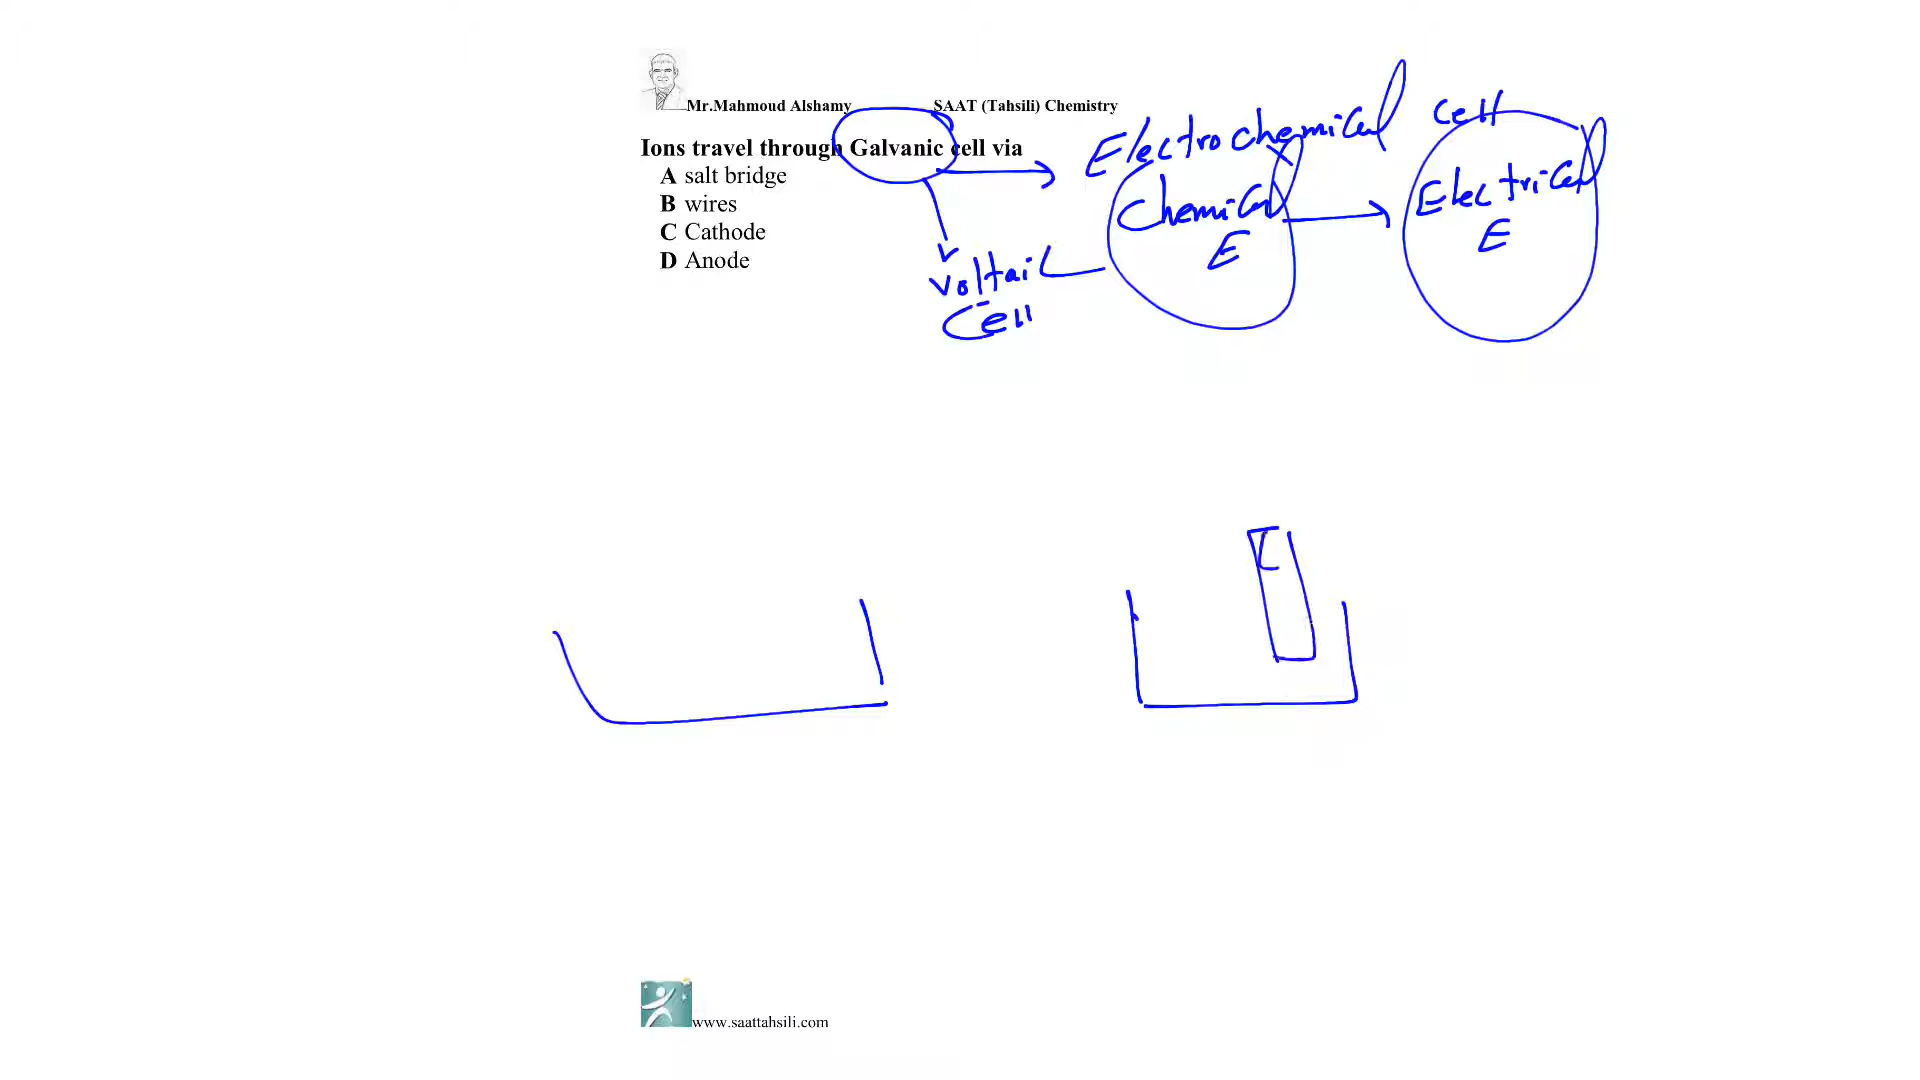 Mr.Mahmoud Alshamy SAAT (Tahsili) Chemistry
Ions travel through Galvanic cell via
A salt bridge
B wires
C Cathode
D Anode
Electrochemical cell
Chemical E
Electrical E
Voltaic
Cell
C
www.saattahsili.com